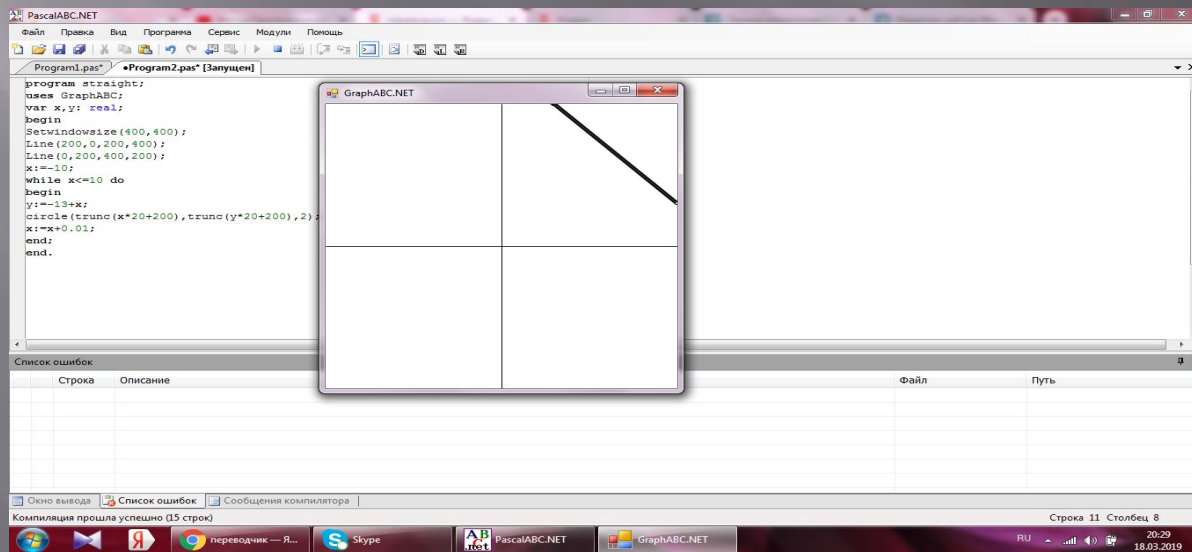 PascalABC.NET
Файл Правка Вид Программа Сервис Модули Помощь
Program1.pas* •Program2.pas* [Запущен]
program straight;
uses GraphABC;
var x,y: real;
begin
Setwindowsize(400,400);
Line(200,0,200,400);
Line(0,200,400,200);
x:=-10;
while x<=10 do
begin
y:=-13+x;
circle(trunc(x*20+200),trunc(y*20+200),2);
x:=x+0.01;
end;
end.
GraphABC.NET
Список ошибок
Строка Описание Файл Путь
Окно вывода Список ошибок Сообщения компилятора
Компиляция прошла успешно (15 строк) Строка 11 Столбец 8
Я переводчик — Я... Skype PascalABC.NET GraphABC.NET RU 20:29
18.03.2019